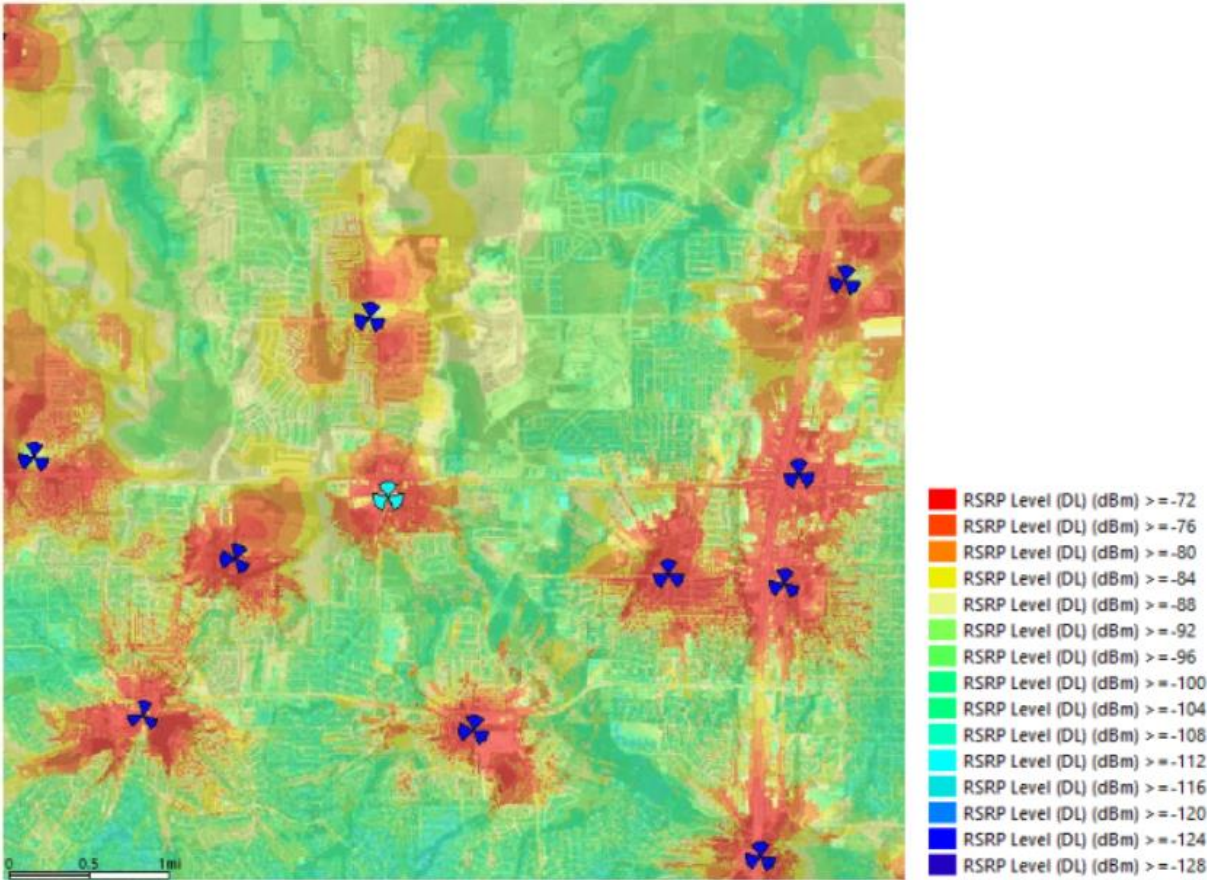 RSRP Level (DL) (dBm) >=-72
RSRP Level (DL) (dBm) >=-76
RSRP Level (DL) (dBm) >=-80
RSRP Level (DL) (dBm) >=-84
RSRP Level (DL) (dBm) >=-88
RSRP Level (DL) (dBm) >=-92
RSRP Level (DL) (dBm) >=-96
RSRP Level (DL) (dBm) >=-100
RSRP Level (DL) (dBm) >=-104
RSRP Level (DL) (dBm) >=-108
RSRP Level (DL) (dBm) >=-112
RSRP Level (DL) (dBm) >=-116
RSRP Level (DL) (dBm) >=-120
RSRP Level (DL) (dBm) >=-124
RSRP Level (DL) (dBm) >=-128
0 0.5 1mi